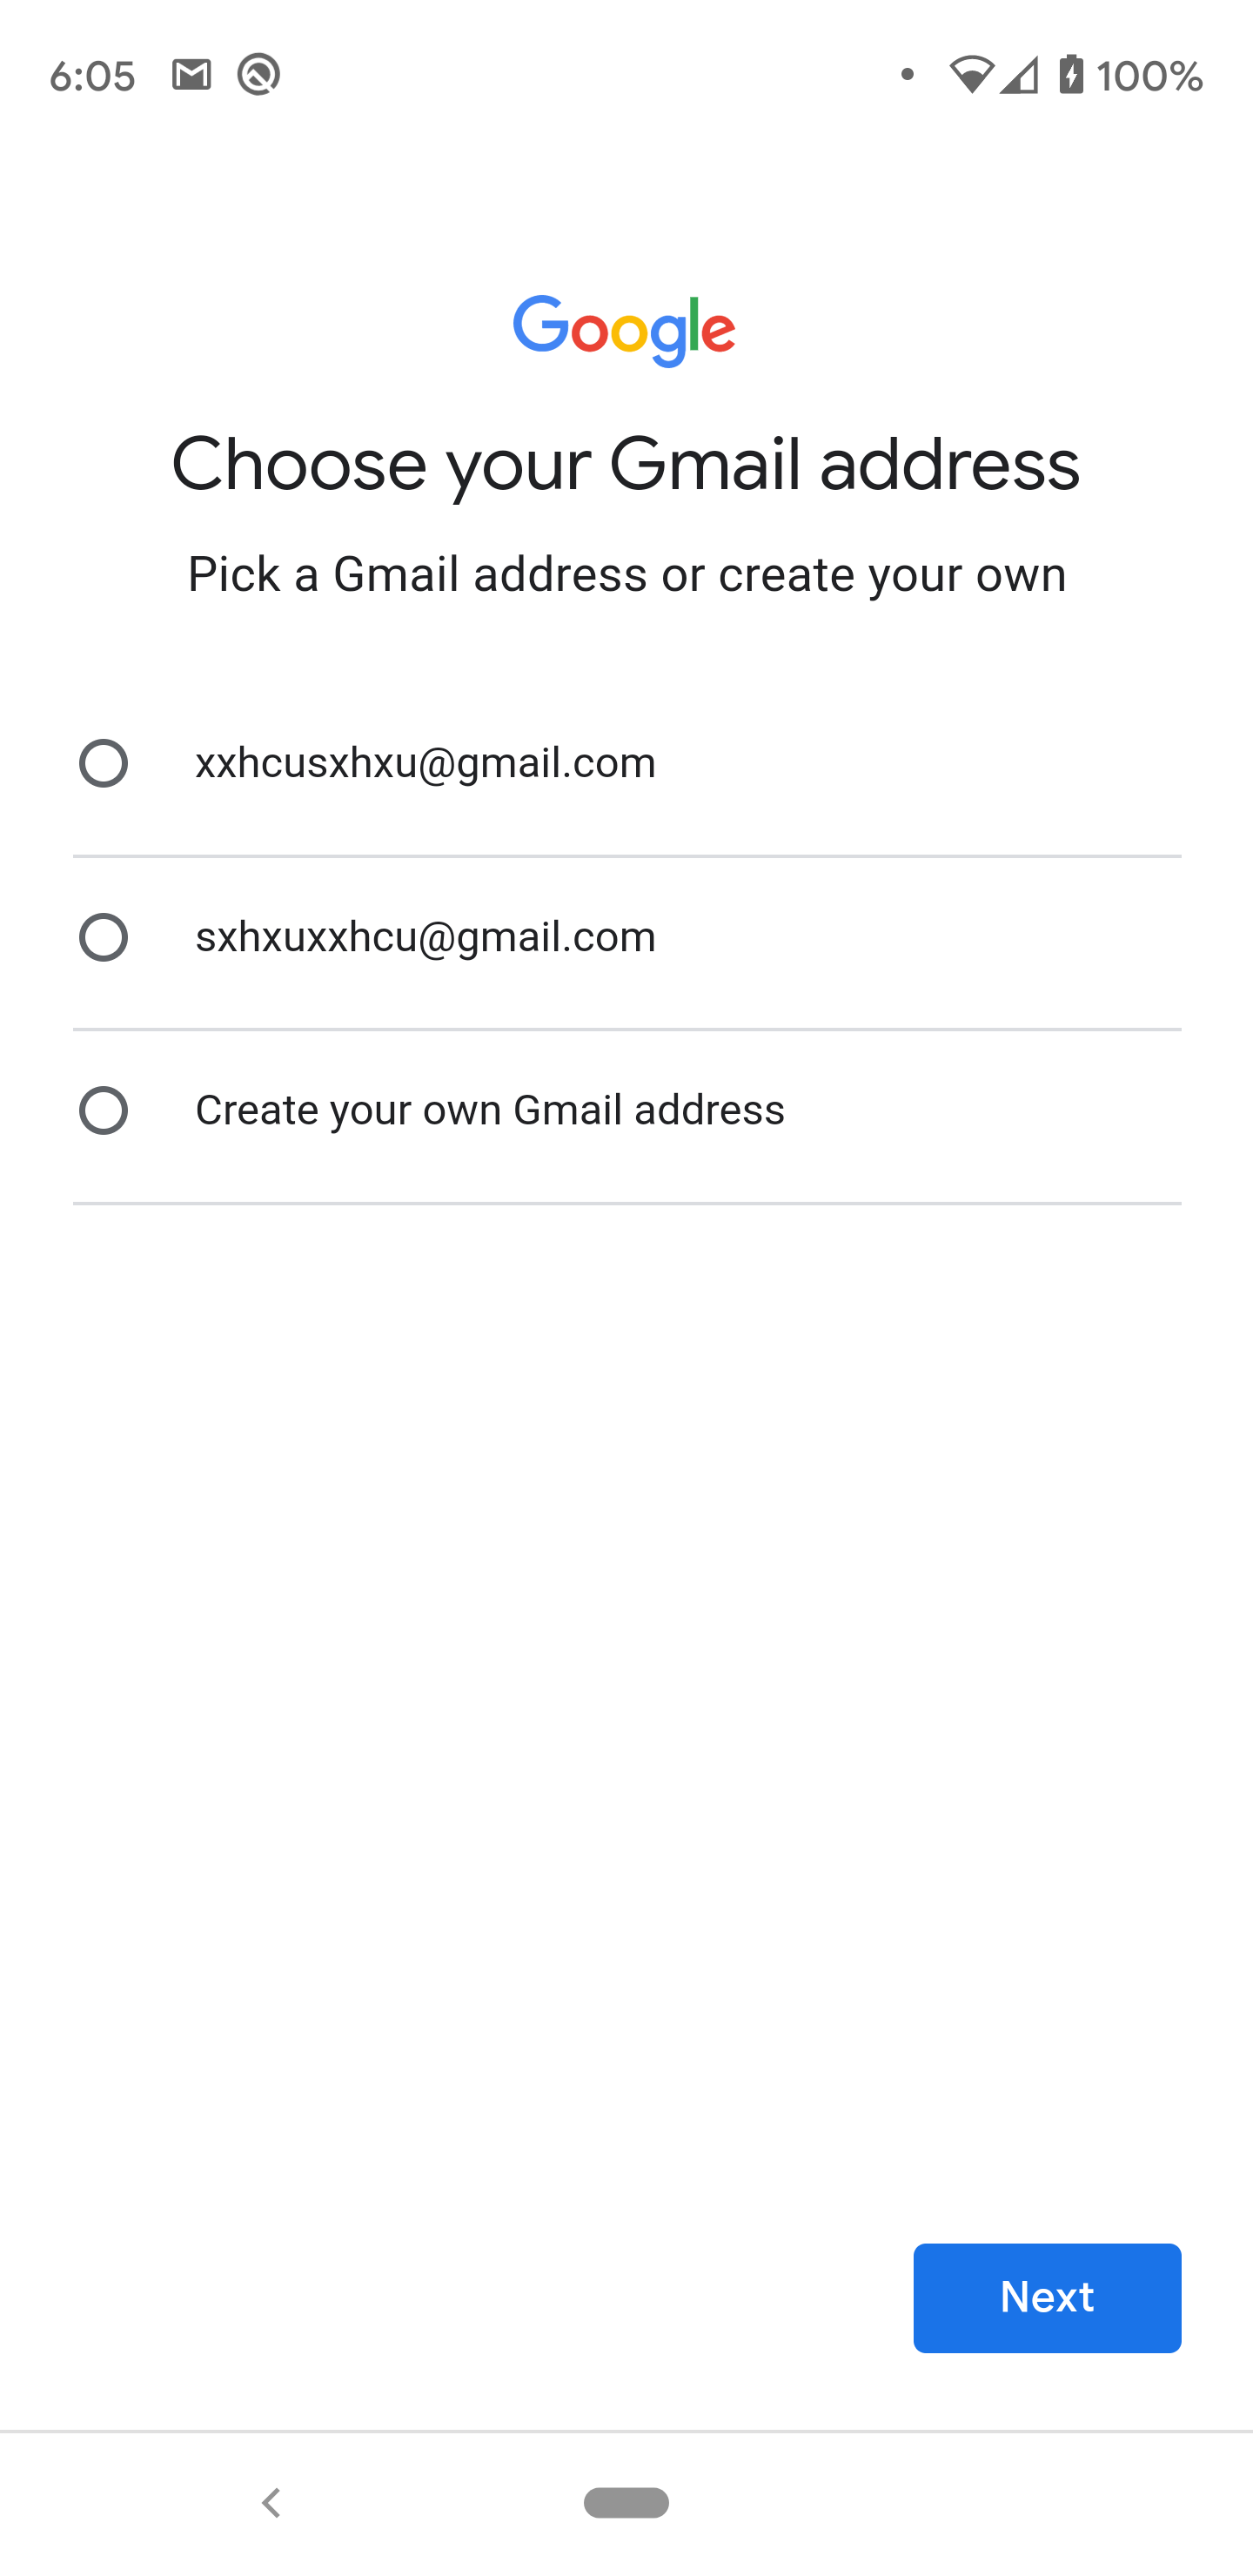 6:05 100%
Google
Choose your Gmail address
Pick a Gmail address or create your own
xxhcusxhxu@gmail.com
sxhxuxxhcu@gmail.com
Create your own Gmail address
Next